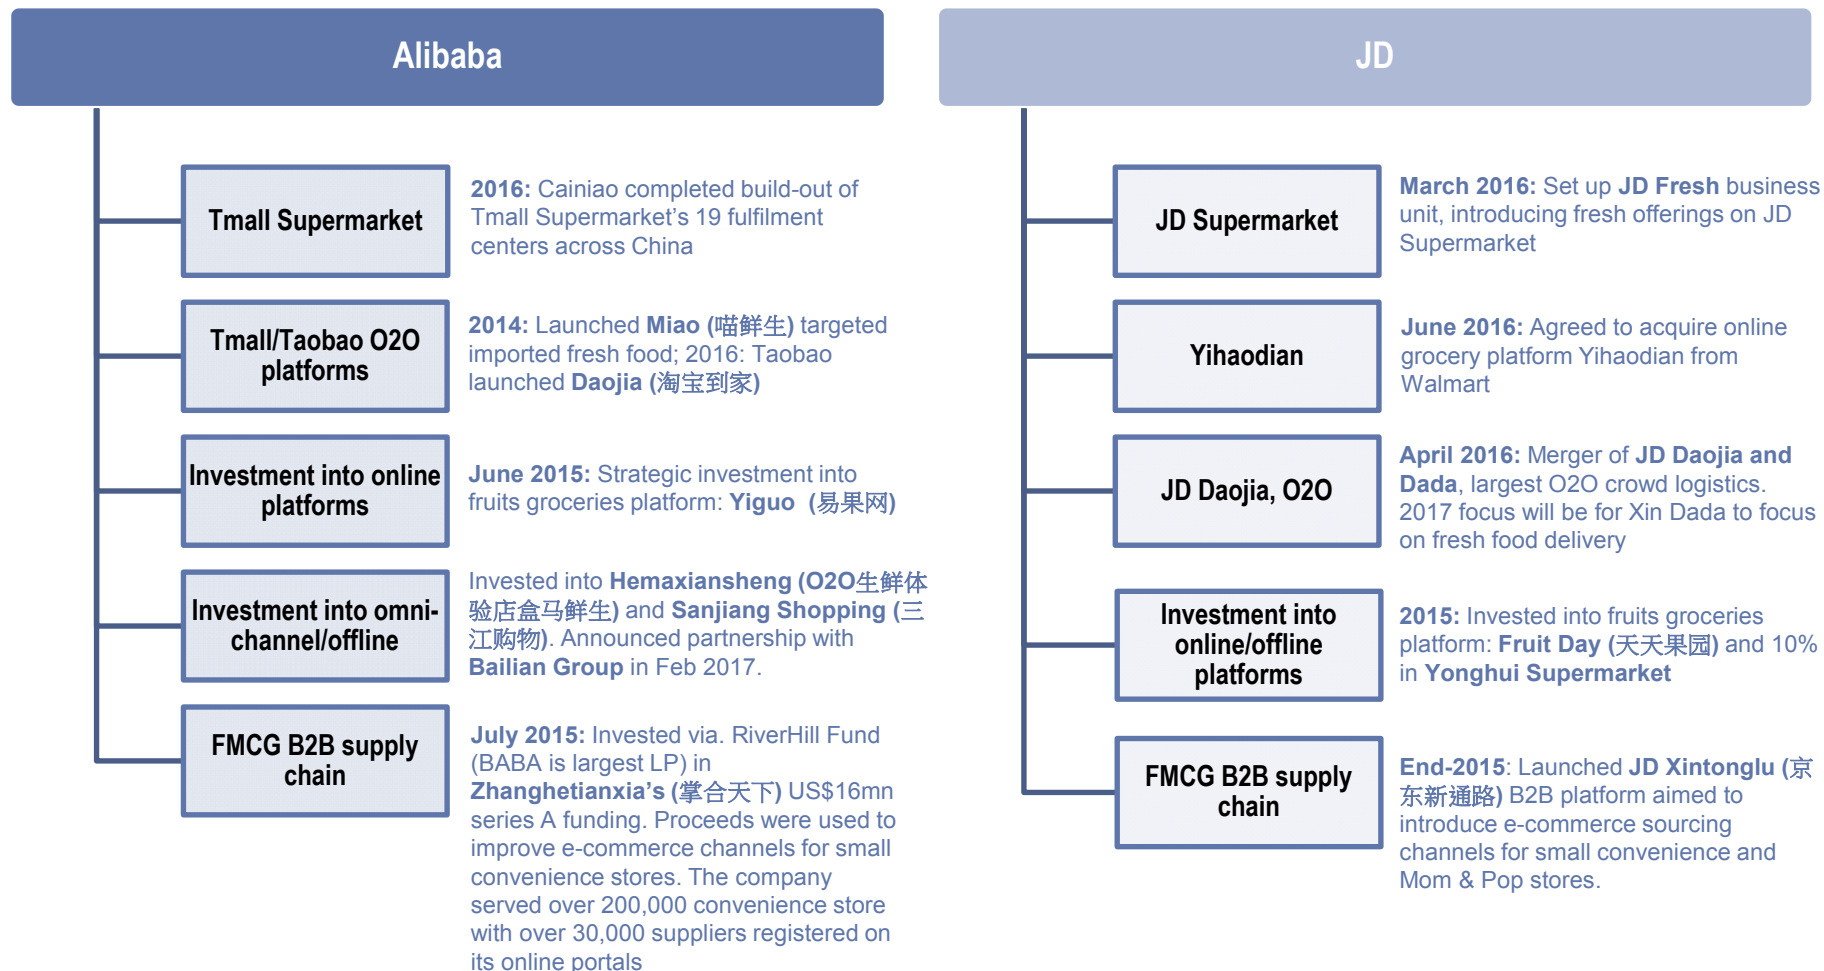 Alibaba
Tmall Supermarket
2016: Cainiao completed build-out of
Tmall Supermarket’s 19 fulfilment
centers across China
Tmall/Taobao O2O
platforms
2014: Launched Miao (喵鲜生) targeted
imported fresh food; 2016: Taobao
launched Daojia (淘宝到家)
Investment into online
platforms
June 2015: Strategic investment into
fruits groceries platform: Yiguo (易果网)
Investment into omni-
channel/offline
Invested into Hemaxiansheng (O2O生鲜体
验店盒马鲜生) and Sanjiang Shopping (三
江购物). Announced partnership with
Bailian Group in Feb 2017.
FMCG B2B supply
chain
July 2015: Invested via. RiverHill Fund
(BABA is largest LP) in
Zhanghetianxia’s (掌合天下) US$16mn
series A funding. Proceeds were used to
improve e-commerce channels for small
convenience stores. The company
served over 200,000 convenience store
with over 30,000 suppliers registered on
its online portals
JD
JD Supermarket
March 2016: Set up JD Fresh business
unit, introducing fresh offerings on JD
Supermarket
Yihaodian
June 2016: Agreed to acquire online
grocery platform Yihaodian from
Walmart
JD Daojia, O2O
April 2016: Merger of JD Daojia and
Dada, largest O2O crowd logistics.
2017 focus will be for Xin Dada to focus
on fresh food delivery
Investment into
online/offline
platforms
2015: Invested into fruits groceries
platform: Fruit Day (天天果园) and 10%
in Yonghui Supermarket
FMCG B2B supply
chain
End-2015: Launched JD Xintonglu (京
东新通路) B2B platform aimed to
introduce e-commerce sourcing
channels for small convenience and
Mom & Pop stores.